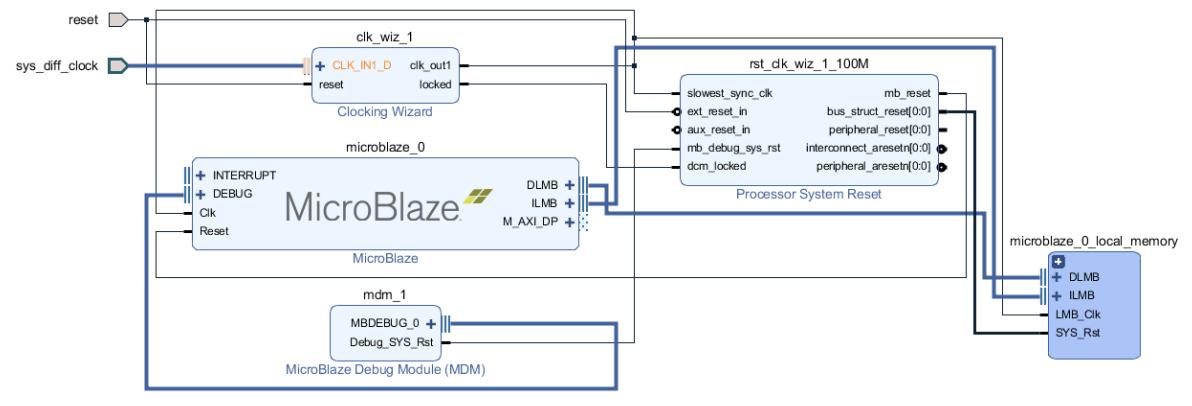 reset
sys_diff_clock
clk_wiz_1
CLK_IN1_D
reset
clk_out1
locked
Clocking Wizard
rst_clk_wiz_1_100M
slowest_sync_clk
ext_reset_in
aux_reset_in
mb_debug_sys_rst
dcm_locked
mb_reset
bus_struct_reset[0:0]
peripheral_reset[0:0]
interconnect_aresetn[0:0]
peripheral_aresetn[0:0]
Processor System Reset
microblaze_0
INTERRUPT
DEBUG
Clk
Reset
MicroBlaze
DLMB
ILMB
M_AXI_DP
MicroBlaze
mdm_1
MBDEBUG_0
Debug_SYS_Rst
MicroBlaze Debug Module (MDM)
microblaze_0_local_memory
DLMB
ILMB
LMB_Clk
SYS_Rst